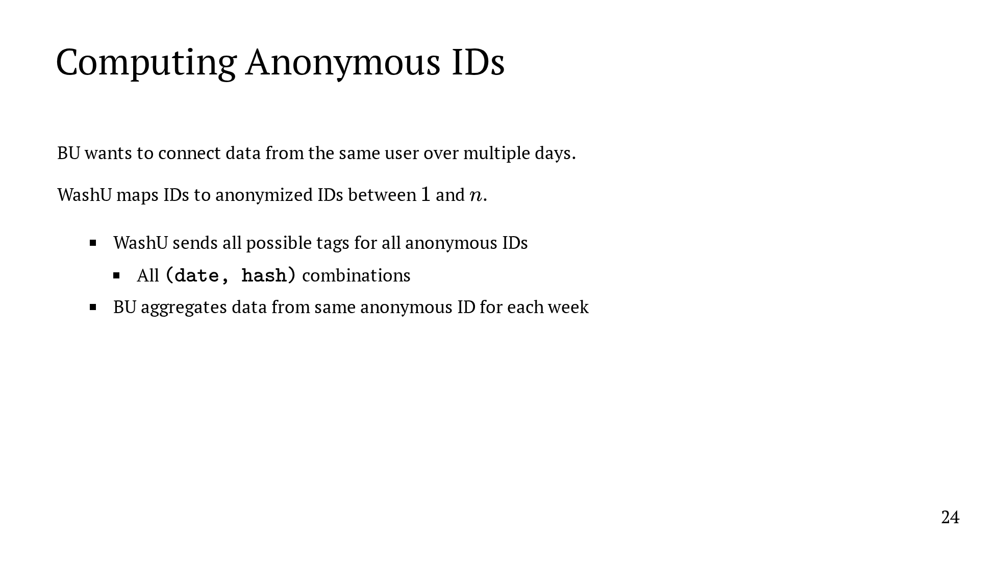 Computing Anonymous IDs
BU wants to connect data from the same user over multiple days.
WashU maps IDs to anonymized IDs between 1 and n.
▪ WashU sends all possible tags for all anonymous IDs
▪ All (date, hash) combinations
▪ BU aggregates data from same anonymous ID for each week
24